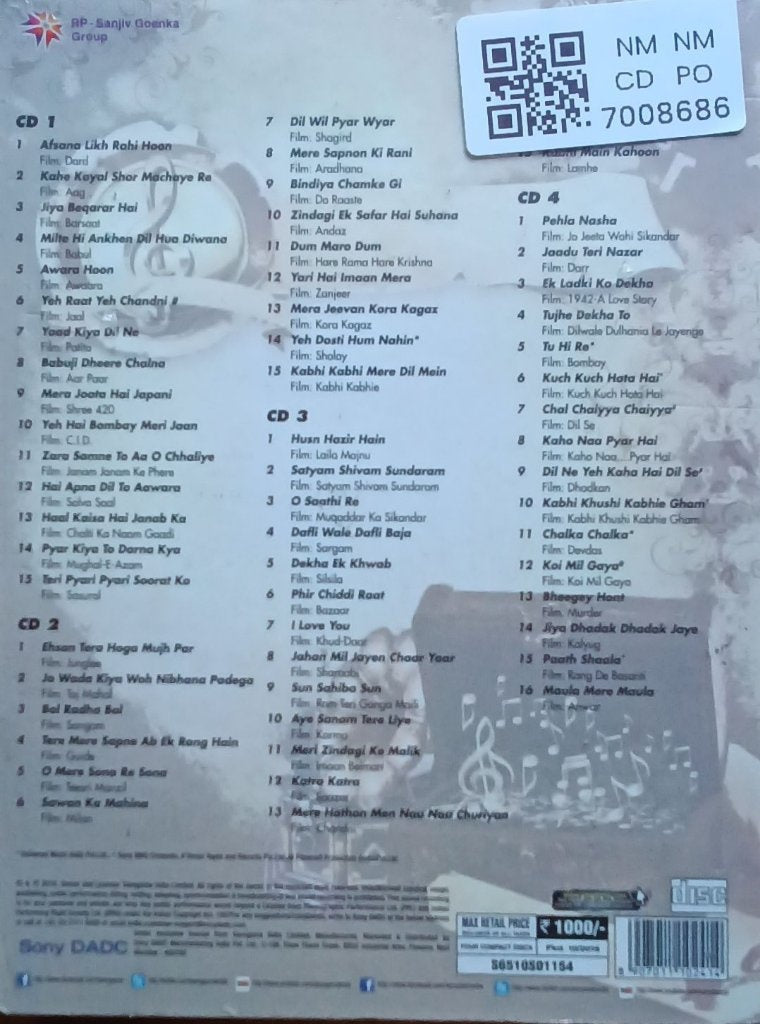 RP - Sanjiv Goenka
Group
NM NM
CD PO
7008686
CD 1
1 Afsana Likh Rahi Hoon
Film: Dard
2 Kahe Koyal Shor Machaye Re
Film: Aag
3 Jiya Beqarar Hai
Film: Barsaat
4 Milte Hi Ankhen Dil Hua Diwana
Film: Babul
5 Awara Hoon
Film: Awaara
6 Yeh Raat Yeh Chandni #
Film: Jaal
7 Yaad Kiya Dil Ne
Film: Patita
8 Babuji Dheere Chalna
Film: Aar Paar
9 Mera Joota Hai Japani
Film: Shree 420
10 Yeh Hai Bombay Meri Jaan
Film: C.I.D.
11 Zara Samne To Aa O Chhaliye
Film: Janam Janam Ke Phere
12 Hai Apna Dil To Aawara
Film: Solva Saal
13 Haal Kaisa Hai Janab Ka
Film: Chalti Ka Naam Gaadi
14 Pyar Kiya To Darna Kya
Film: Mughal-E-Azam
15 Teri Pyari Pyari Soorat Ko
Film: Sasural
CD 2
1 Ehsan Tera Hoga Mujh Par
Film: Junglee
2 Jo Wada Kiya Woh Nibhana Padega
Film: Taj Mahal
3 Bol Radha Bol
Film: Sangam
4 Tere Mere Sapne Ab Ek Rang Hain
Film: Guide
5 O Mere Sona Re Sona
Film: Teesri Manzil
6 Sawan Ka Mahina
Film: Milan
7 Dil Wil Pyar Wyar
Film: Shagird
8 Mere Sapnon Ki Rani
Film: Aradhana
9 Bindiya Chamke Gi
Film: Do Raaste
10 Zindagi Ek Safar Hai Suhana
Film: Andaz
11 Dum Maro Dum
Film: Hare Rama Hare Krishna
12 Yari Hai Imaan Mera
Film: Zanjeer
13 Mera Jeevan Kora Kagaz
Film: Kora Kagaz
14 Yeh Dosti Hum Nahin*
Film: Sholay
15 Kabhi Kabhi Mere Dil Mein
Film: Kabhi Kabhie
CD 3
1 Husn Hazir Hain
Film: Laila Majnu
2 Satyam Shivam Sundaram
Film: Satyam Shivam Sundaram
3 O Saathi Re
Film: Muqaddar Ka Sikandar
4 Dafli Wale Dafli Baja
Film: Sargam
5 Dekha Ek Khwab
Film: Silsila
6 Phir Chiddi Raat
Film: Bazaar
7 I Love You
Film: Khud-Daar
8 Jahan Mil Jayen Chaar Yaar
Film: Sharaabi
9 Sun Sahiba Sun
Film: Ram Teri Ganga Maili
10 Aye Sanam Tere Liye
Film: Karma
11 Meri Zindagi Ke Malik
Film: Imaan Beimaan
12 Katra Katra
Film:
13 Mere Hathon Men Nau Nau Churiyan
Main Kahoon
Film: Lamhe
CD 4
1 Pehla Nasha
Film: Jo Jeeta Wohi Sikandar
2 Jaadu Teri Nazar
Film: Darr
3 Ek Ladki Ko Dekha
Film: 1942-A Love Story
4 Tujhe Dekha To
Film: Dilwale Dulhania Le Jayenge
5 Tu Hi Re*
Film: Bombay
6 Kuch Kuch Hota Hai*
Film: Kuch Kuch Hota Hai
7 Chal Chaiyya Chaiyya#
Film: Dil Se
8 Kaho Naa Pyar Hai
Film: Kaho Naa... Pyar Hai
9 Dil Ne Yeh Kaha Hai Dil Se*
Film: Dhadkan
10 Kabhi Khushi Kabhie Gham*
Film: Kabhi Khushi Kabhie Gham
11 Chalka Chalka*
Film: Devdas
12 Koi Mil Gaya*
Film: Koi Mil Gaya
13 Bheegey Hont
Film: Murder
14 Jiya Dhadak Dhadak Jaye
Film: Kalyug
15 Paath Shaala*
Film: Rang De Basanti
16 Maula Mere Maula
Film: Anwar
Sony DADC
disc
MAX RETAIL PRICE
₹ 1000/-
S6510S01154